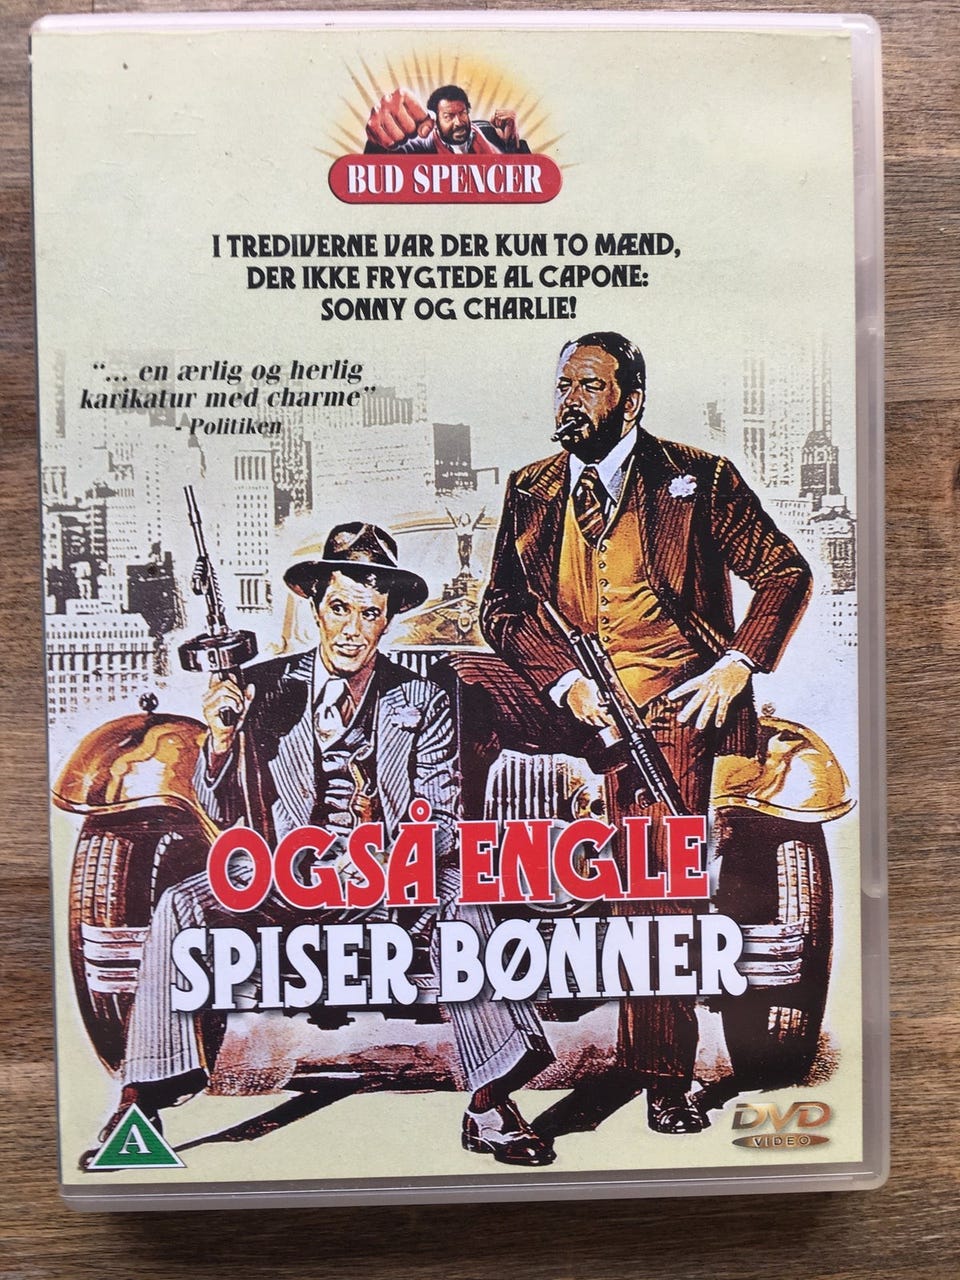 BUD SPENCER
I TREDIVERNE VAR DER KUN TO MÆND,
DER IKKE FRYGTEDE AL CAPONE:
SONNY OG CHARLIE!
“... en ærlig og herlig
karikatur med charme”
- Politiken
OGSÅ ENGLE
SPISER BØNNER
A
DVD
VIDEO